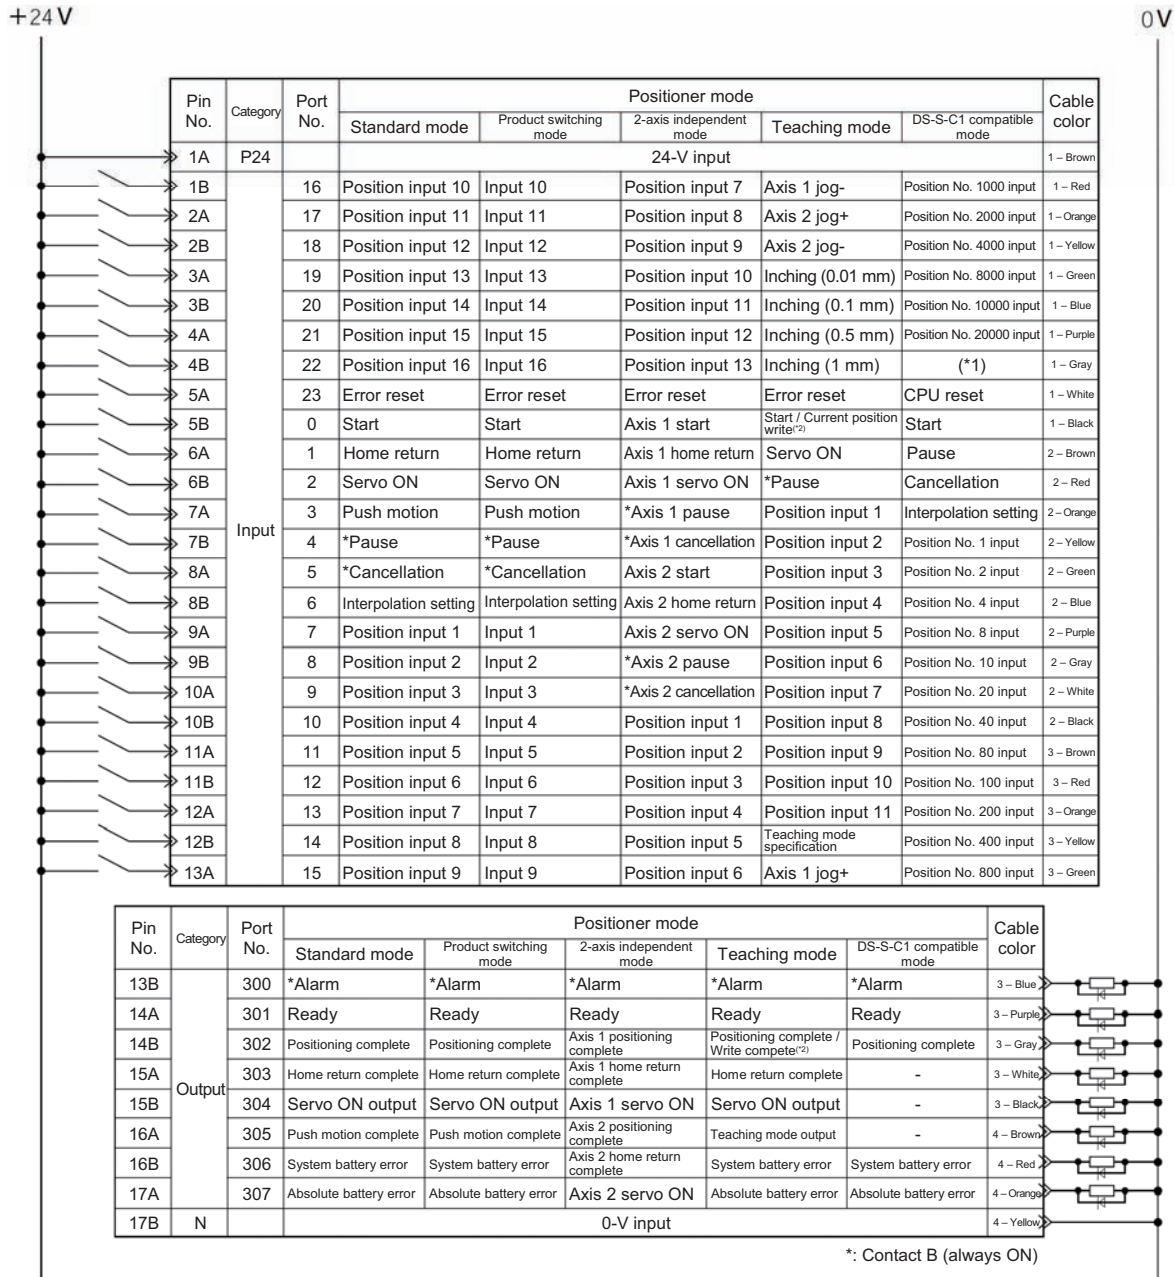 +24V 0V
Pin No. Category Port No. Positioner mode Cable color
Standard mode Product switching mode 2-axis independent mode Teaching mode DS-S-C1 compatible mode
1A P24 24-V input 1 – Brown
1B 16 Position input 10 Input 10 Position input 7 Axis 1 jog- Position No. 1000 input 1 – Red
2A 17 Position input 11 Input 11 Position input 8 Axis 2 jog+ Position No. 2000 input 1 – Orange
2B 18 Position input 12 Input 12 Position input 9 Axis 2 jog- Position No. 4000 input 1 – Yellow
3A 19 Position input 13 Input 13 Position input 10 Inching (0.01 mm) Position No. 8000 input 1 – Green
3B 20 Position input 14 Input 14 Position input 11 Inching (0.1 mm) Position No. 10000 input 1 – Blue
4A 21 Position input 15 Input 15 Position input 12 Inching (0.5 mm) Position No. 20000 input 1 – Purple
4B 22 Position input 16 Input 16 Position input 13 Inching (1 mm) (*1) 1 – Gray
5A 23 Error reset Error reset Error reset Error reset CPU reset 1 – White
5B 0 Start Start Axis 1 start Start / Current position write(*2) Start 1 – Black
6A 1 Home return Home return Axis 1 home return Servo ON Pause 2 – Brown
6B 2 Servo ON Servo ON Axis 1 servo ON *Pause Cancellation 2 – Red
7A Input 3 Push motion Push motion *Axis 1 pause Position input 1 Interpolation setting 2 – Orange
7B 4 *Pause *Pause *Axis 1 cancellation Position input 2 Position No. 1 input 2 – Yellow
8A 5 *Cancellation *Cancellation Axis 2 start Position input 3 Position No. 2 input 2 – Green
8B 6 Interpolation setting Interpolation setting Axis 2 home return Position input 4 Position No. 4 input 2 – Blue
9A 7 Position input 1 Input 1 Axis 2 servo ON Position input 5 Position No. 8 input 2 – Purple
9B 8 Position input 2 Input 2 *Axis 2 pause Position input 6 Position No. 10 input 2 – Gray
10A 9 Position input 3 Input 3 *Axis 2 cancellation Position input 7 Position No. 20 input 2 – White
10B 10 Position input 4 Input 4 Position input 1 Position input 8 Position No. 40 input 2 – Black
11A 11 Position input 5 Input 5 Position input 2 Position input 9 Position No. 80 input 3 – Brown
11B 12 Position input 6 Input 6 Position input 3 Position input 10 Position No. 100 input 3 – Red
12A 13 Position input 7 Input 7 Position input 4 Position input 11 Position No. 200 input 3 – Orange
12B 14 Position input 8 Input 8 Position input 5 Teaching mode specification Position No. 400 input 3 – Yellow
13A 15 Position input 9 Input 9 Position input 6 Axis 1 jog+ Position No. 800 input 3 – Green
Pin No. Category Port No. Positioner mode Cable color
Standard mode Product switching mode 2-axis independent mode Teaching mode DS-S-C1 compatible mode
13B 300 *Alarm *Alarm *Alarm *Alarm *Alarm 3 – Blue
14A 301 Ready Ready Ready Ready Ready 3 – Purple
14B 302 Positioning complete Positioning complete Axis 1 positioning complete Positioning complete / Write compete(*2) Positioning complete 3 – Gray
15A 303 Home return complete Home return complete Axis 1 home return complete Home return complete - 3 – White
15B Output 304 Servo ON output Servo ON output Axis 1 servo ON Servo ON output - 3 – Black
16A 305 Push motion complete Push motion complete Axis 2 positioning complete Teaching mode output - 4 – Brown
16B 306 System battery error System battery error Axis 2 home return complete System battery error System battery error 4 – Red
17A 307 Absolute battery error Absolute battery error Axis 2 servo ON Absolute battery error Absolute battery error 4 – Orange
17B N 0-V input 4 – Yellow
*: Contact B (always ON)